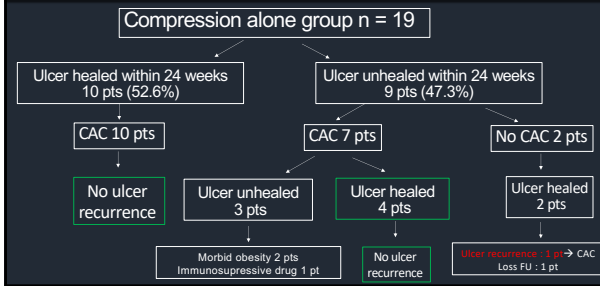 Compression alone group n = 19
Ulcer healed within 24 weeks
10 pts (52.6%)
Ulcer unhealed within 24 weeks
9 pts (47.3%)
CAC 10 pts
CAC 7 pts
No CAC 2 pts
No ulcer
recurrence
Ulcer unhealed
3 pts
Ulcer healed
4 pts
Ulcer healed
2 pts
Morbid obesity 2 pts
Immunosupressive drug 1 pt
No ulcer
recurrence
Ulcer recurrence : 1 pt→ CAC
Loss FU : 1 pt